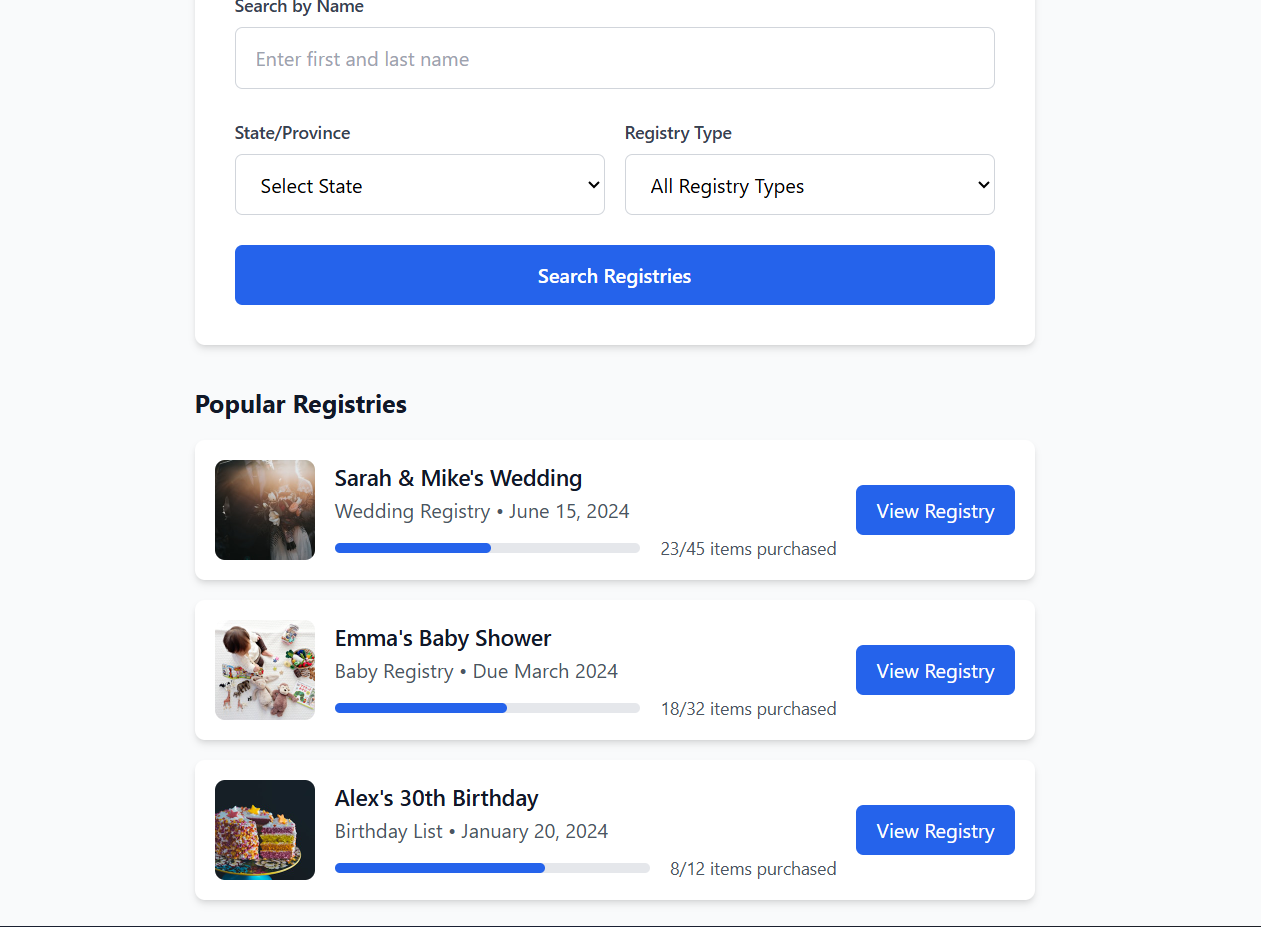 Search by Name
Enter first and last name
State/Province
Registry Type
Select State
All Registry Types
Search Registries
Popular Registries
Sarah & Mike's Wedding
Wedding Registry • June 15, 2024
23/45 items purchased
View Registry
Emma's Baby Shower
Baby Registry • Due March 2024
18/32 items purchased
View Registry
Alex's 30th Birthday
Birthday List • January 20, 2024
8/12 items purchased
View Registry